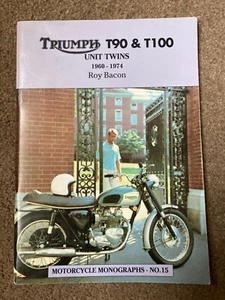 TRIUMPH T90 & T100
UNIT TWINS
1960 - 1974
Roy Bacon
MOTORCYCLE MONOGRAPHS - NO.15